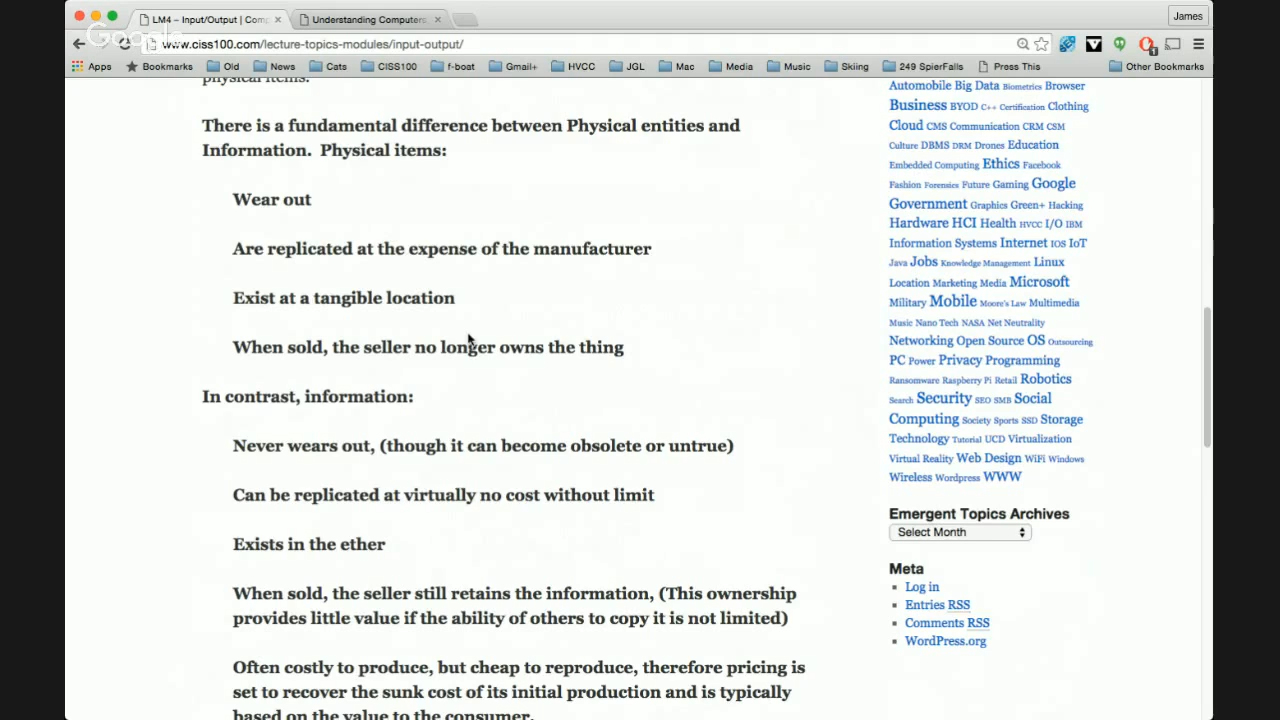 LM4 – Input/Output | Com
Understanding Computers,
James
Google
www.ciss100.com/lecture-topics-modules/input-output/
Apps Bookmarks Old News Cats CISS100 f-boat Gmail+ HVCC JGL Mac Media Music Skiing 249 SpierFalls Press This Other Bookmarks
physical items.
There is a fundamental difference between Physical entities and
Information. Physical items:
Wear out
Are replicated at the expense of the manufacturer
Exist at a tangible location
When sold, the seller no longer owns the thing
In contrast, information:
Never wears out, (though it can become obsolete or untrue)
Can be replicated at virtually no cost without limit
Exists in the ether
When sold, the seller still retains the information, (This ownership
provides little value if the ability of others to copy it is not limited)
Often costly to produce, but cheap to reproduce, therefore pricing is
set to recover the sunk cost of its initial production and is typically
based on the value to the consumer.
Automobile Big Data Biometrics Browser
Business BYOD C++ Certification Clothing
Cloud CMS Communication CRM CSM
Culture DBMS DRM Drones Education
Embedded Computing Ethics Facebook
Fashion Forensics Future Gaming Google
Government Graphics Green+ Hacking
Hardware HCI Health HVCC I/O IBM
Information Systems Internet IOS IoT
Java Jobs Knowledge Management Linux
Location Marketing Media Microsoft
Military Mobile Moore's Law Multimedia
Music Nano Tech NASA Net Neutrality
Networking Open Source OS Outsourcing
PC Power Privacy Programming
Ransomware Raspberry Pi Retail Robotics
Search Security SEO SMB Social
Computing Society Sports SSD Storage
Technology Tutorial UCD Virtualization
Virtual Reality Web Design WiFi Windows
Wireless Wordpress WWW
Emergent Topics Archives
Select Month
Meta
Log in
Entries RSS
Comments RSS
WordPress.org